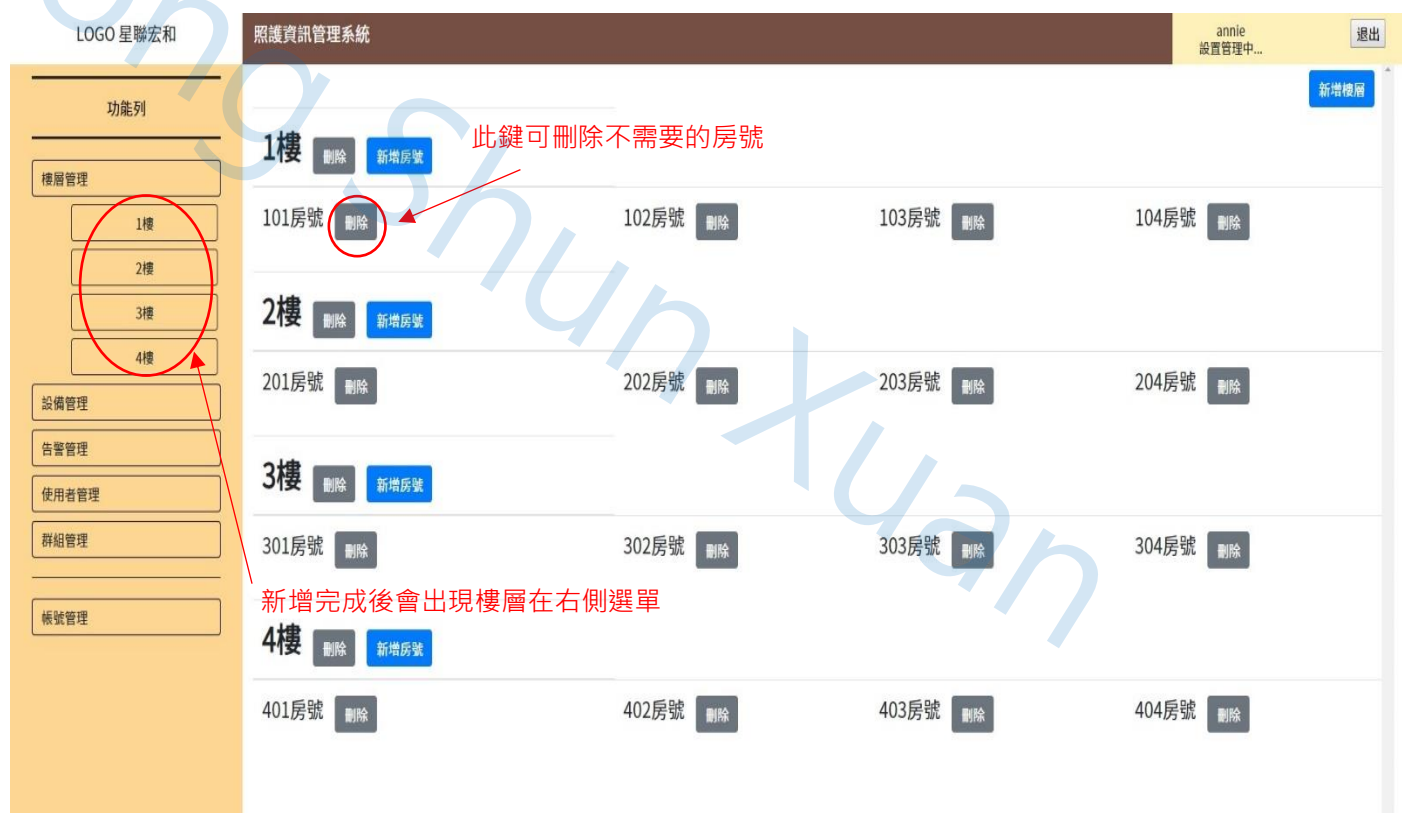 LOGO 星聯宏和
照護資訊管理系統
annie
設置管理中...
退出
功能列
樓層管理
1樓
2樓
3樓
4樓
設備管理
告警管理
使用者管理
群組管理
帳號管理
新增樓層
此鍵可刪除不需要的房號
1樓 刪除 新增房號
101房號 刪除 102房號 刪除 103房號 刪除 104房號 刪除
2樓 刪除 新增房號
201房號 刪除 202房號 刪除 203房號 刪除 204房號 刪除
3樓 刪除 新增房號
301房號 刪除 302房號 刪除 303房號 刪除 304房號 刪除
新增完成後會出現樓層在右側選單
4樓 刪除 新增房號
401房號 刪除 402房號 刪除 403房號 刪除 404房號 刪除
ong Shun Xuan